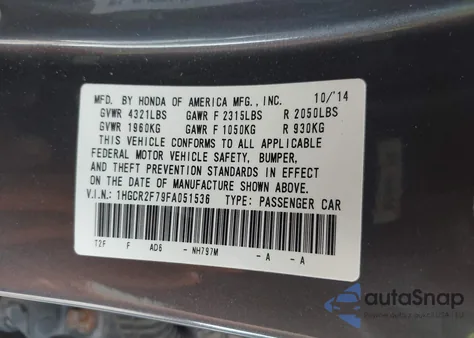 MFD. BY HONDA OF AMERICA MFG., INC. 10/'14
GVWR 4321LBS GAWR F 2315LBS R 2050LBS
GVWR 1960KG GAWR F 1050KG R 930KG
THIS VEHICLE CONFORMS TO ALL APPLICABLE
FEDERAL MOTOR VEHICLE SAFETY, BUMPER,
AND THEFT PREVENTION STANDARDS IN EFFECT
ON THE DATE OF MANUFACTURE SHOWN ABOVE.
V.I.N.: 1HGCR2F79FA051536 TYPE: PASSENGER CAR
T2F F AD6 - NH797M - A - A
autoSnap